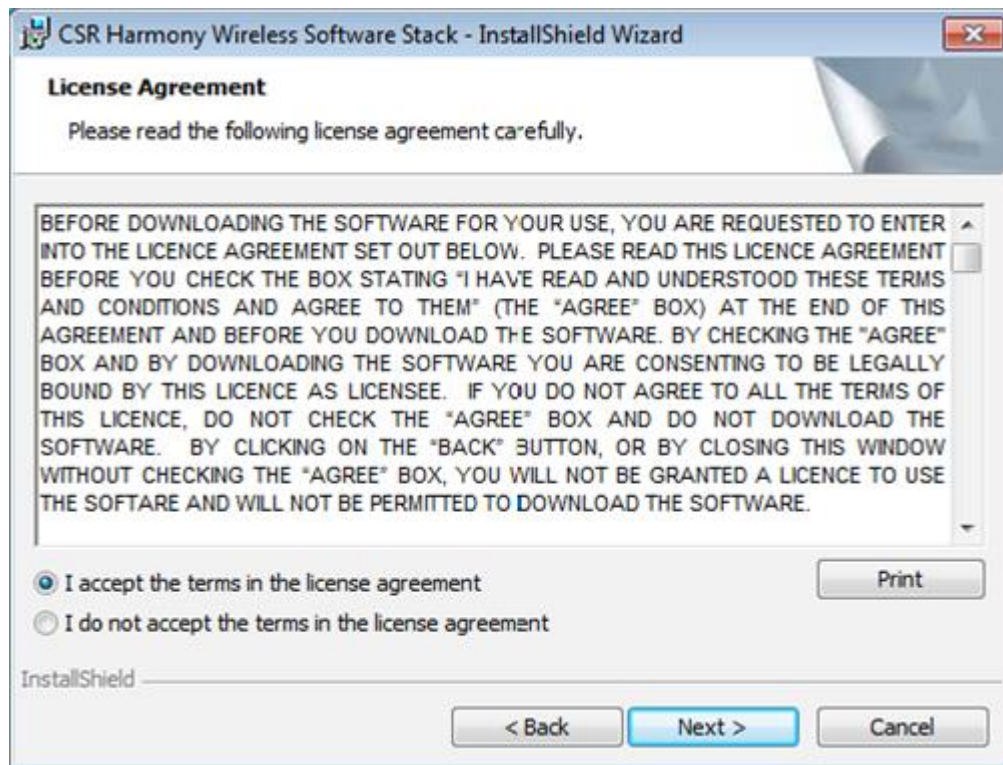 CSR Harmony Wireless Software Stack - InstallShield Wizard
License Agreement
Please read the following license agreement carefully.
BEFORE DOWNLOADING THE SOFTWARE FOR YOUR USE, YOU ARE REQUESTED TO ENTER
INTO THE LICENCE AGREEMENT SET OUT BELOW. PLEASE READ THIS LICENCE AGREEMENT
BEFORE YOU CHECK THE BOX STATING “I HAVE READ AND UNDERSTOOD THESE TERMS
AND CONDITIONS AND AGREE TO THEM” (THE “AGREE” BOX) AT THE END OF THIS
AGREEMENT AND BEFORE YOU DOWNLOAD THE SOFTWARE. BY CHECKING THE "AGREE"
BOX AND BY DOWNLOADING THE SOFTWARE YOU ARE CONSENTING TO BE LEGALLY
BOUND BY THIS LICENCE AS LICENSEE. IF YOU DO NOT AGREE TO ALL THE TERMS OF
THIS LICENCE, DO NOT CHECK THE “AGREE” BOX AND DO NOT DOWNLOAD THE
SOFTWARE. BY CLICKING ON THE “BACK” BUTTON, OR BY CLOSING THIS WINDOW
WITHOUT CHECKING THE “AGREE” BOX, YOU WILL NOT BE GRANTED A LICENCE TO USE
THE SOFTARE AND WILL NOT BE PERMITTED TO DOWNLOAD THE SOFTWARE.
I accept the terms in the license agreement
Print
I do not accept the terms in the license agreement
InstallShield
< Back
Next >
Cancel